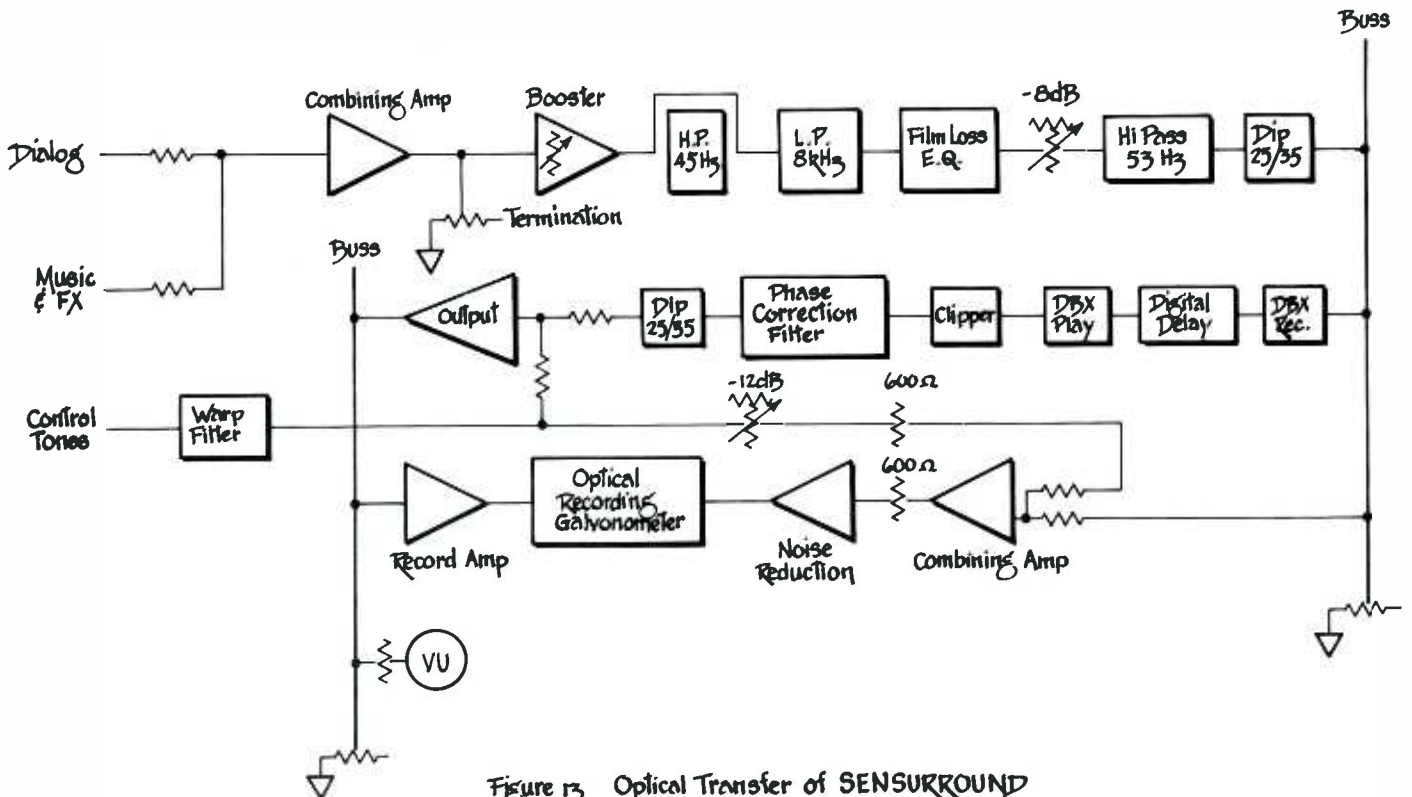 Buss
Combining Amp
Booster
-8dB
Dialog
H.P.
45Hz
L.P.
8kHz
Film Loss
E.Q.
Hi Pass
53 Hz
Dip
25/35
Termination
Music
& FX
Buss
Output
Dip
25/35
Phase
Correction
Filter
Clipper
DBX
Play
Digital
Delay
DBX
Rec.
-12dB
600Ω
Control
Tones
Warp
Filter
600Ω
Optical
Recording
Galvonometer
Record Amp
Noise
Reduction
Combining Amp
VU
Figure 13 Optical Transfer of SENSURROUND